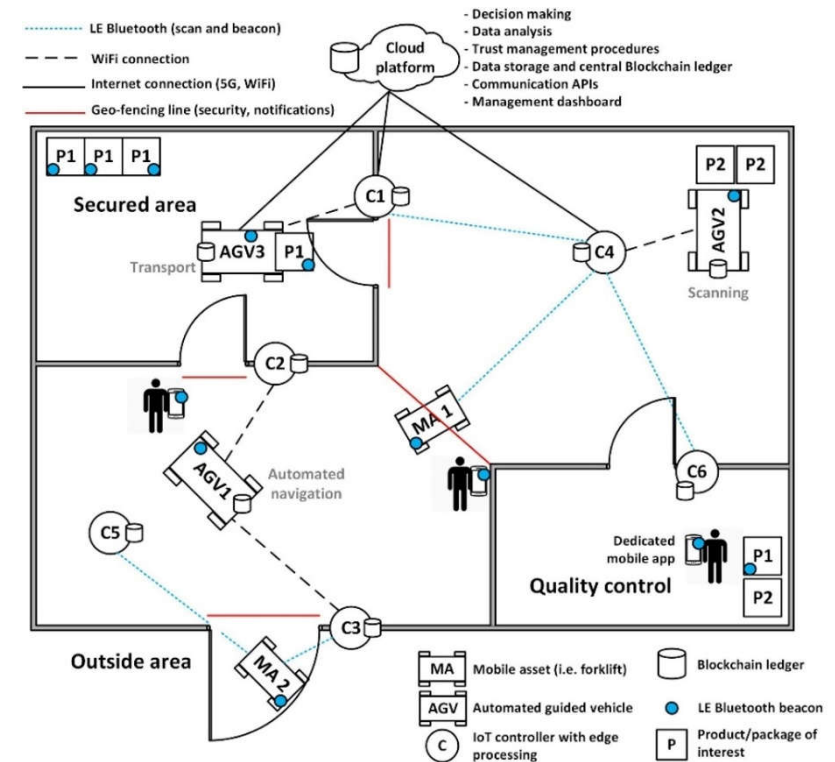 LE Bluetooth (scan and beacon)
WiFi connection
Internet connection (5G, WiFi)
Geo-fencing line (security, notifications)
Cloud
platform
- Decision making
- Data analysis
- Trust management procedures
- Data storage and central Blockchain ledger
- Communication APIs
- Management dashboard
P1 P1 P1
Secured area
C1
P2 P2
AGV3 P1
Transport
C4
AGV2
Scanning
C2
MA 1
AGV1
Automated
navigation
C6
C5
Dedicated
mobile app
P1
Quality control
P2
C3
Outside area
MA 2
MA Mobile asset (i.e. forklift)
Blockchain ledger
AGV Automated guided vehicle
LE Bluetooth beacon
C IoT controller with edge
processing
P Product/package of
interest